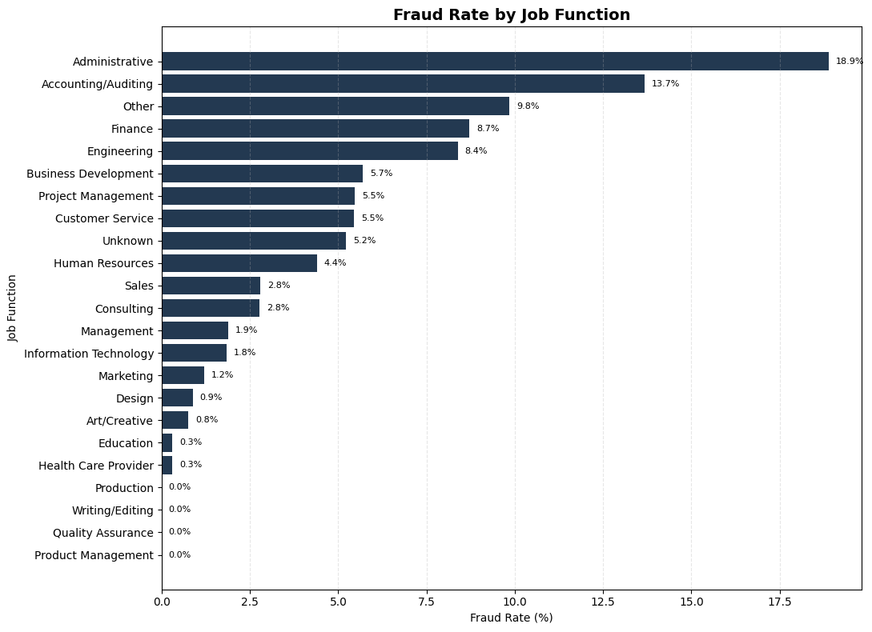 Fraud Rate by Job Function
Job Function
Administrative 18.9%
Accounting/Auditing 13.7%
Other 9.8%
Finance 8.7%
Engineering 8.4%
Business Development 5.7%
Project Management 5.5%
Customer Service 5.5%
Unknown 5.2%
Human Resources 4.4%
Sales 2.8%
Consulting 2.8%
Management 1.9%
Information Technology 1.8%
Marketing 1.2%
Design 0.9%
Art/Creative 0.8%
Education 0.3%
Health Care Provider 0.3%
Production 0.0%
Writing/Editing 0.0%
Quality Assurance 0.0%
Product Management 0.0%
0.0 2.5 5.0 7.5 10.0 12.5 15.0 17.5
Fraud Rate (%)